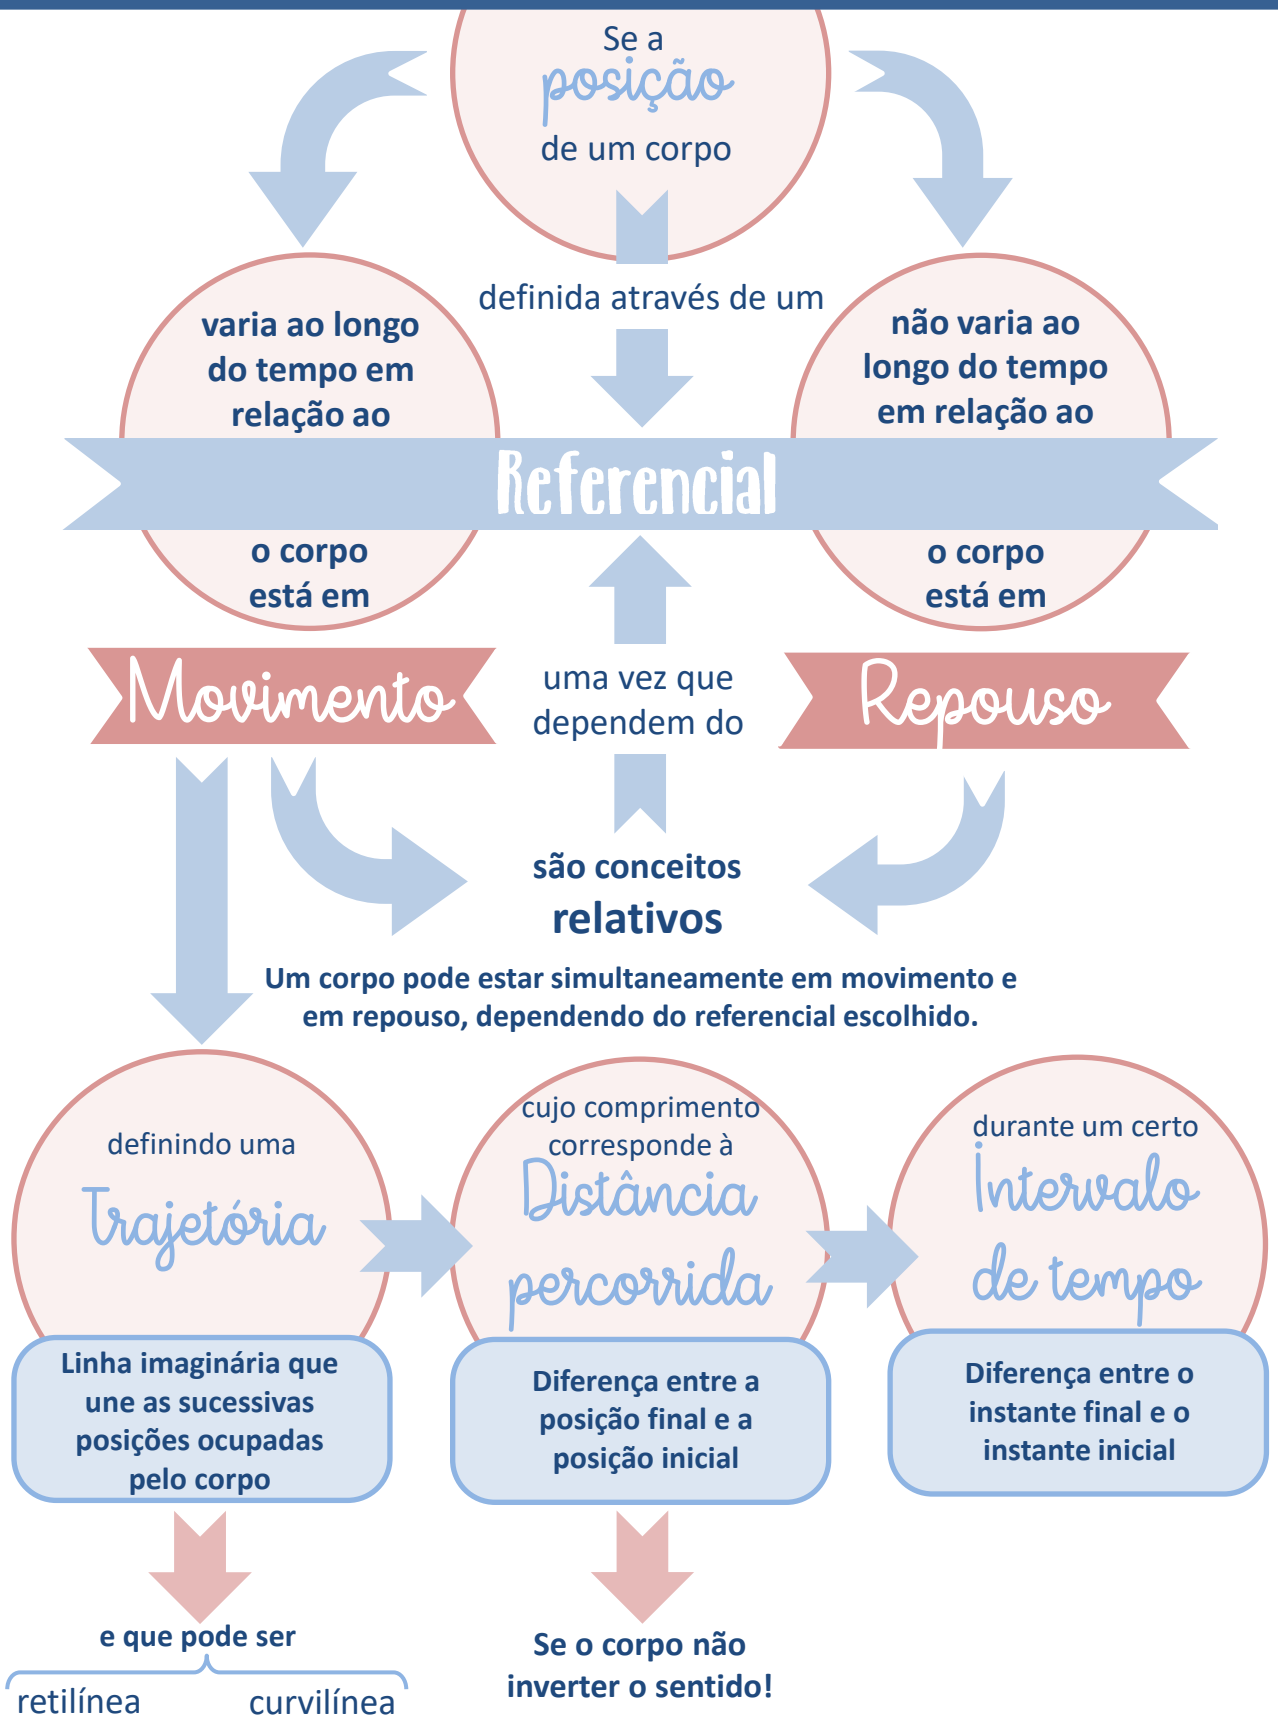 Se a
posição
de um corpo
definida através de um
varia ao longo
do tempo em
relação ao
não varia ao
longo do tempo
em relação ao
Referencial
o corpo
está em
o corpo
está em
Movimento
Repouso
uma vez que
dependem do
são conceitos
relativos
Um corpo pode estar simultaneamente em movimento e
em repouso, dependendo do referencial escolhido.
definindo uma
Trajetória
Linha imaginária que
une as sucessivas
posições ocupadas
pelo corpo
e que pode ser
retilínea
curvilínea
cujo comprimento
corresponde à
Distância
percorrida
Diferença entre a
posição final e a
posição inicial
Se o corpo não
inverter o sentido!
durante um certo
Intervalo
de tempo
Diferença entre o
instante final e o
instante inicial